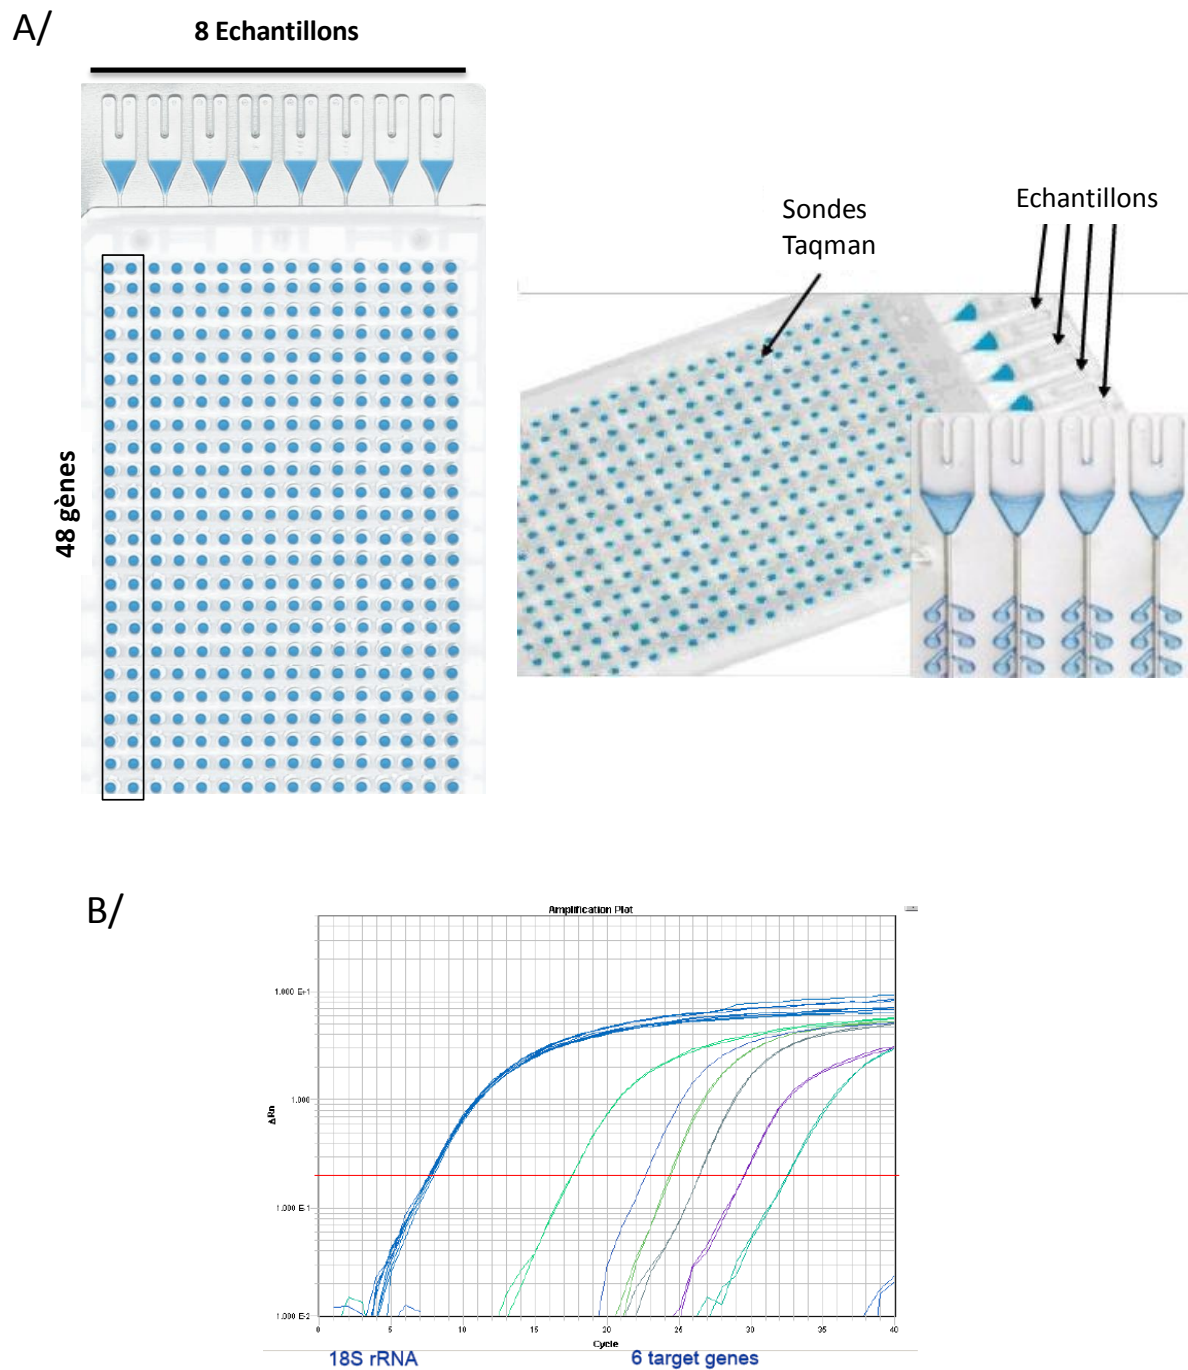 A/
8 Echantillons
48 gènes
Sondes
Taqman
Echantillons
B/
Amplification Plot
1.000 E+1
1.000
ΔRn
1.000 E-1
1.000 E-2
0 5 10 15 20 25 30 35 40
Cycle
18S rRNA
6 target genes